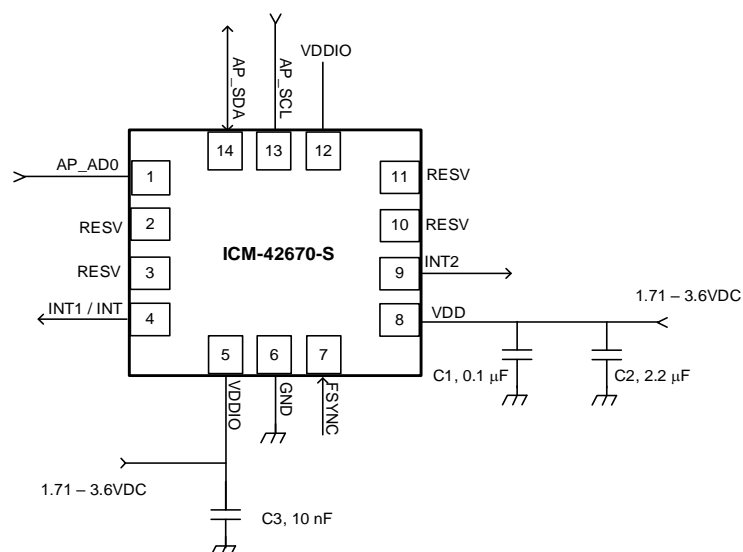 AP_SDA
AP_SCL
VDDIO
14
13
12
AP_AD0
1
11
RESV
RESV
2
10
RESV
ICM-42670-S
RESV
3
9
INT2
INT1 / INT
4
8
VDD
1.71 – 3.6VDC
5
6
7
C1, 0.1 µF
C2, 2.2 µF
VDDIO
GND
FSYNC
1.71 – 3.6VDC
C3, 10 nF